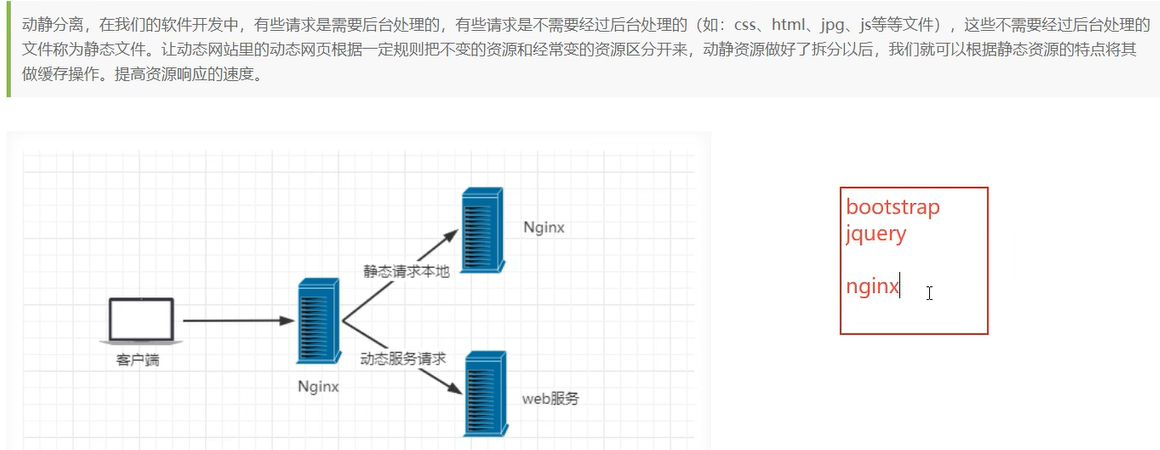 动静分离，在我们的软件开发中，有些请求是需要后台处理的，有些请求是不需要经过后台处理的（如：css、html、jpg、js等等文件），这些不需要经过后台处理的
文件称为静态文件。让动态网站里的动态网页根据一定规则把不变的资源和经常变的资源区分开来，动静资源做好了拆分以后，我们就可以根据静态资源的特点将其
做缓存操作。提高资源响应的速度。
Nginx
静态请求本地
客户端
Nginx
动态服务请求
web服务
bootstrap
jquery
nginx